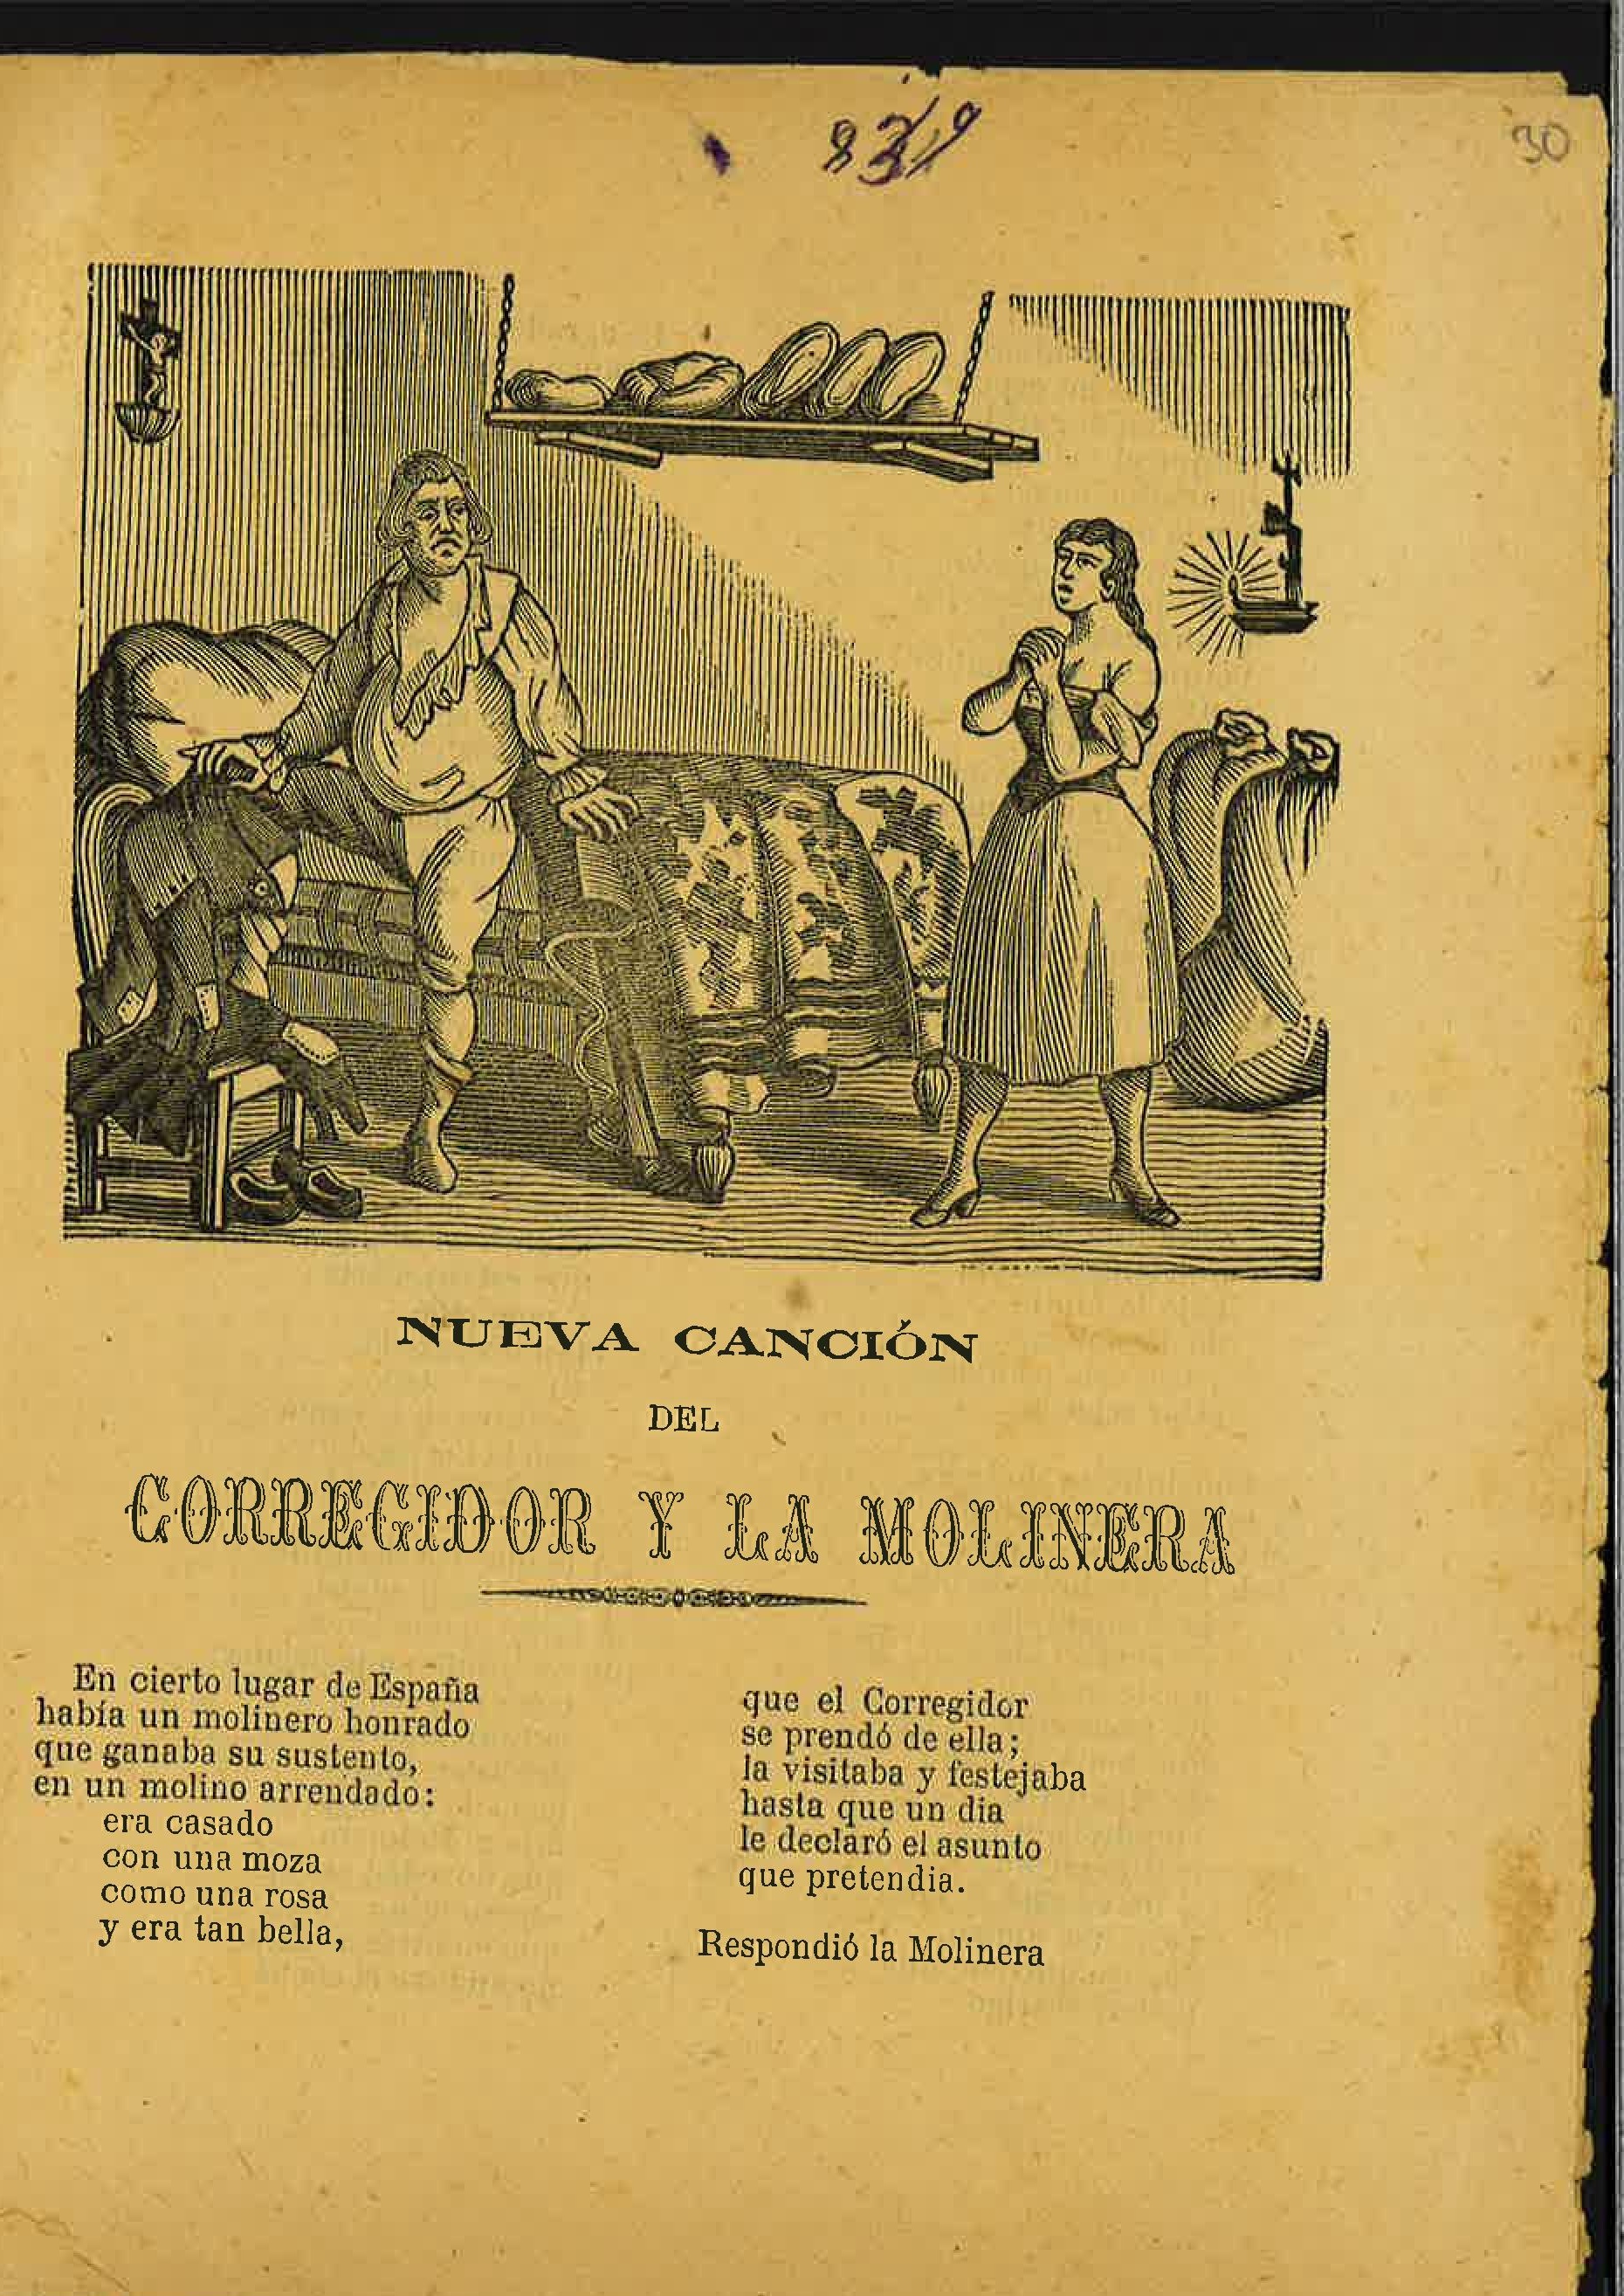 30
NUEVA CANCIÓN
DEL
CORREGIDOR Y LA MOLINERA
En cierto lugar de España
había un molinero honrado
que ganaba su sustento,
en un molino arrendado:
era casado
con una moza
como una rosa
y era tan bella,
que el Corregidor
se prendó de ella;
la visitaba y festejaba
hasta que un dia
le declaró el asunto
que pretendia.
Respondió la Molinera